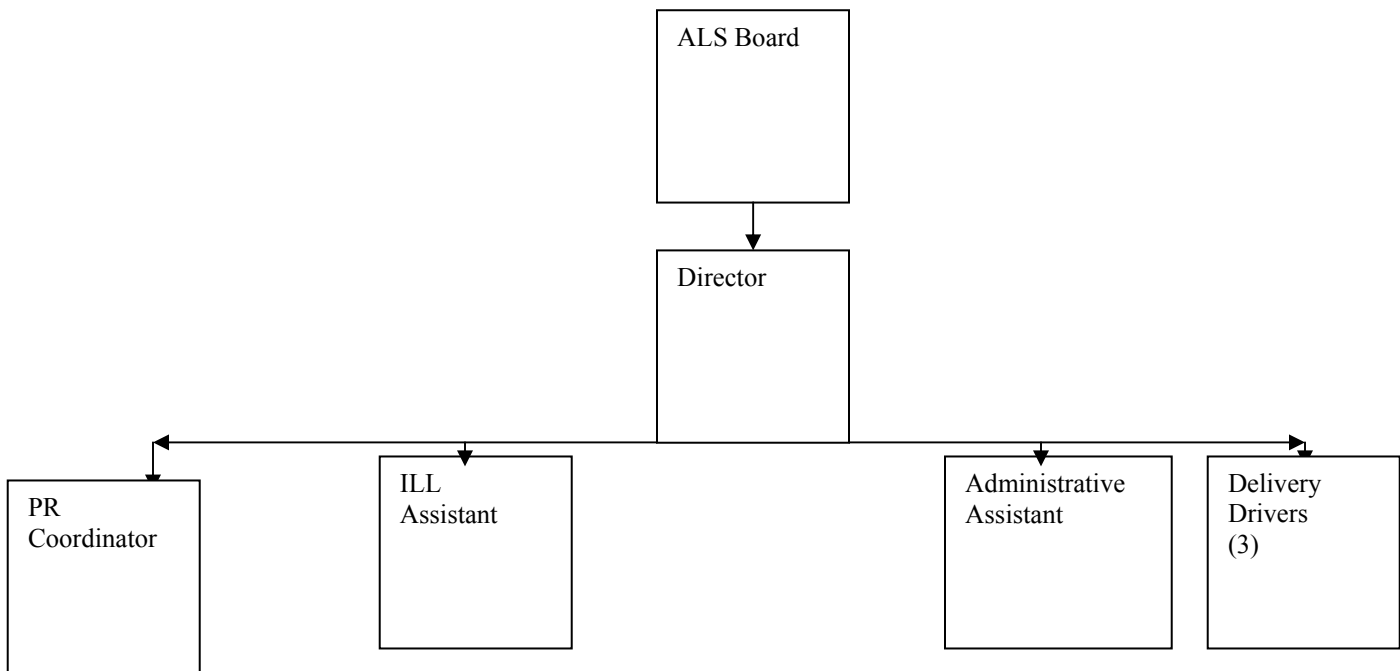 ALS Board
Director
PR
Coordinator
ILL
Assistant
Administrative
Assistant
Delivery
Drivers
(3)